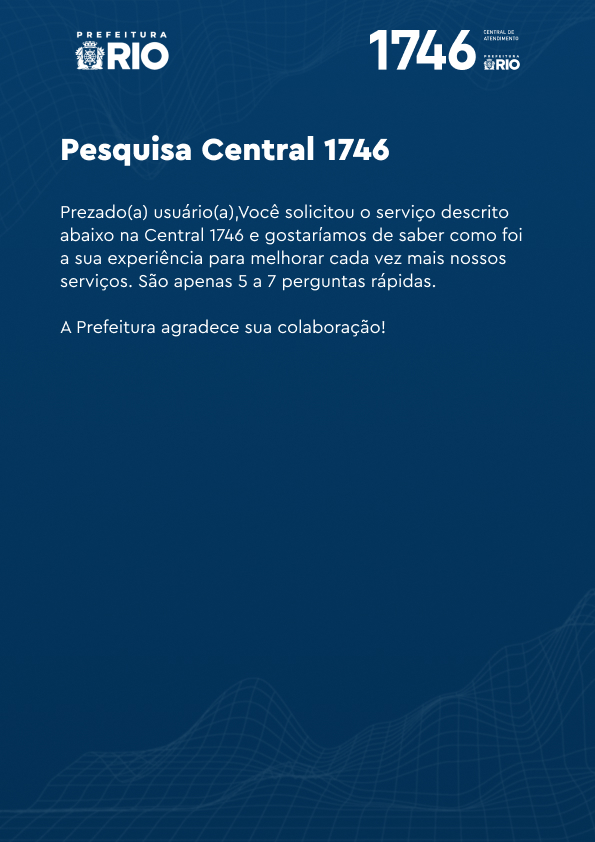 PREFEITURA
RIO
1746
CENTRAL DE
ATENDIMENTO
PREFEITURA
RIO
Pesquisa Central 1746
Prezado(a) usuário(a),Você solicitou o serviço descrito
abaixo na Central 1746 e gostaríamos de saber como foi
a sua experiência para melhorar cada vez mais nossos
serviços. São apenas 5 a 7 perguntas rápidas.
A Prefeitura agradece sua colaboração!